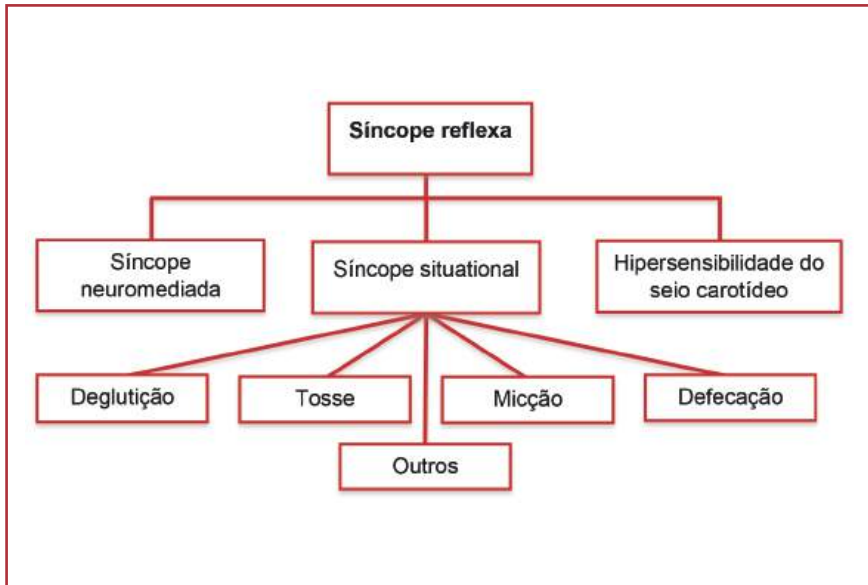 Síncope reflexa
Síncope
neuromediada
Síncope situational
Hipersensibilidade do
seio carotídeo
Deglutição
Tosse
Micção
Defecação
Outros